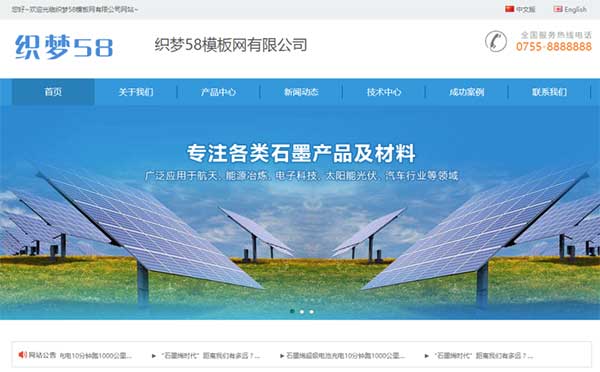 您好~欢迎光临织梦58模板网有限公司网站~
中文版
English
织梦58
织梦58模板网有限公司
全国服务热线电话
0755-8888888
首页
关于我们
产品中心
新闻动态
技术中心
成功案例
联系我们
专注各类石墨产品及材料
广泛应用于航天、能源冶炼、电子科技、太阳能光伏、汽车行业等领域
网站公告
充电10分钟跑1000公里...
“石墨烯时代”距离我们有多远？...
石墨烯超级电池充电10分钟跑1000公里...
“石墨烯时代”距离我们有多远？...